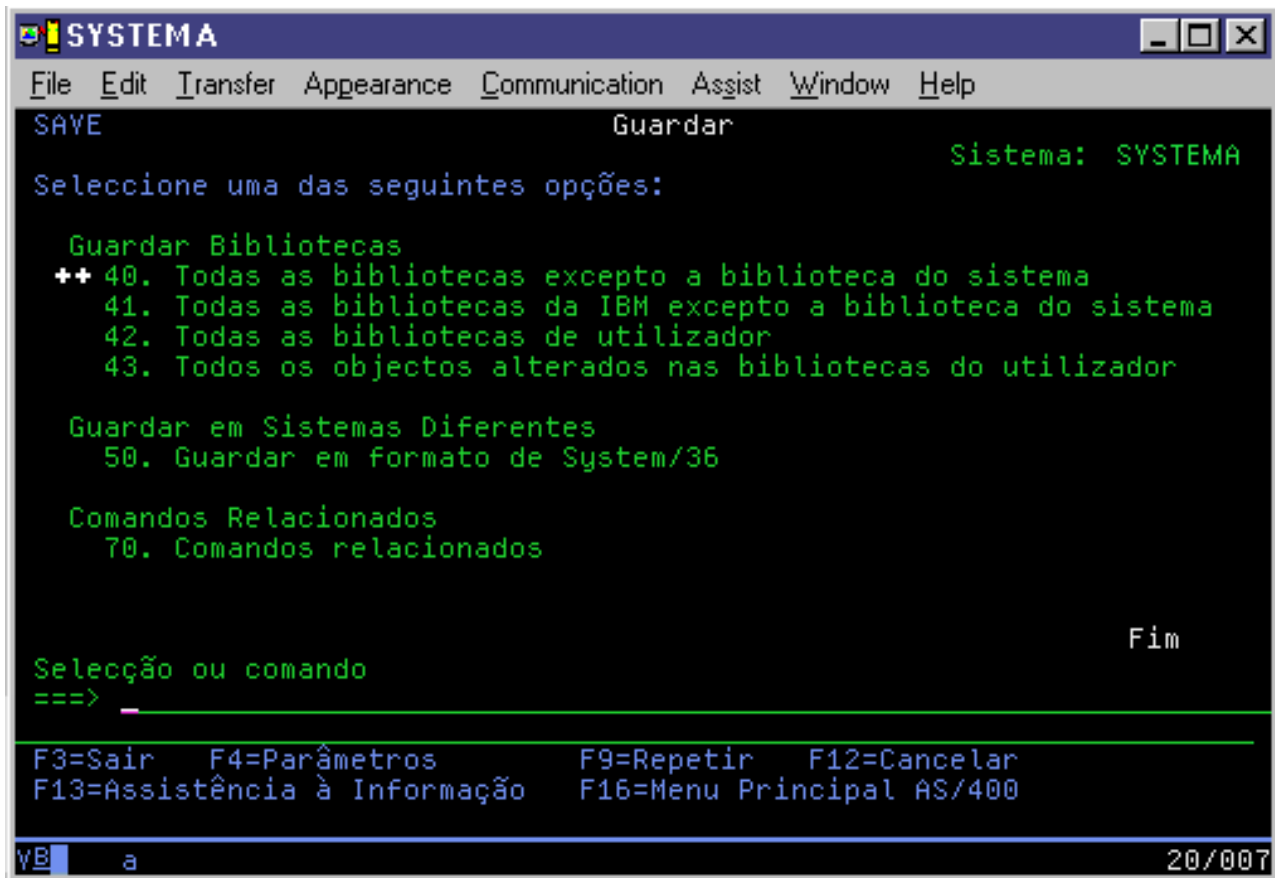 SYSTEMA
File Edit Transfer Appearance Communication Assist Window Help
SAVE Guardar
Sistema: SYSTEMA
Seleccione uma das seguintes opções:
Guardar Bibliotecas
++ 40. Todas as bibliotecas excepto a biblioteca do sistema
41. Todas as bibliotecas da IBM excepto a biblioteca do sistema
42. Todas as bibliotecas de utilizador
43. Todos os objectos alterados nas bibliotecas do utilizador
Guardar em Sistemas Diferentes
50. Guardar em formato de System/36
Comandos Relacionados
70. Comandos relacionados
Fim
Selecção ou comando
===> _
F3=Sair F4=Parâmetros F9=Repetir F12=Cancelar
F13=Assistência à Informação F16=Menu Principal AS/400
VB a 20/007